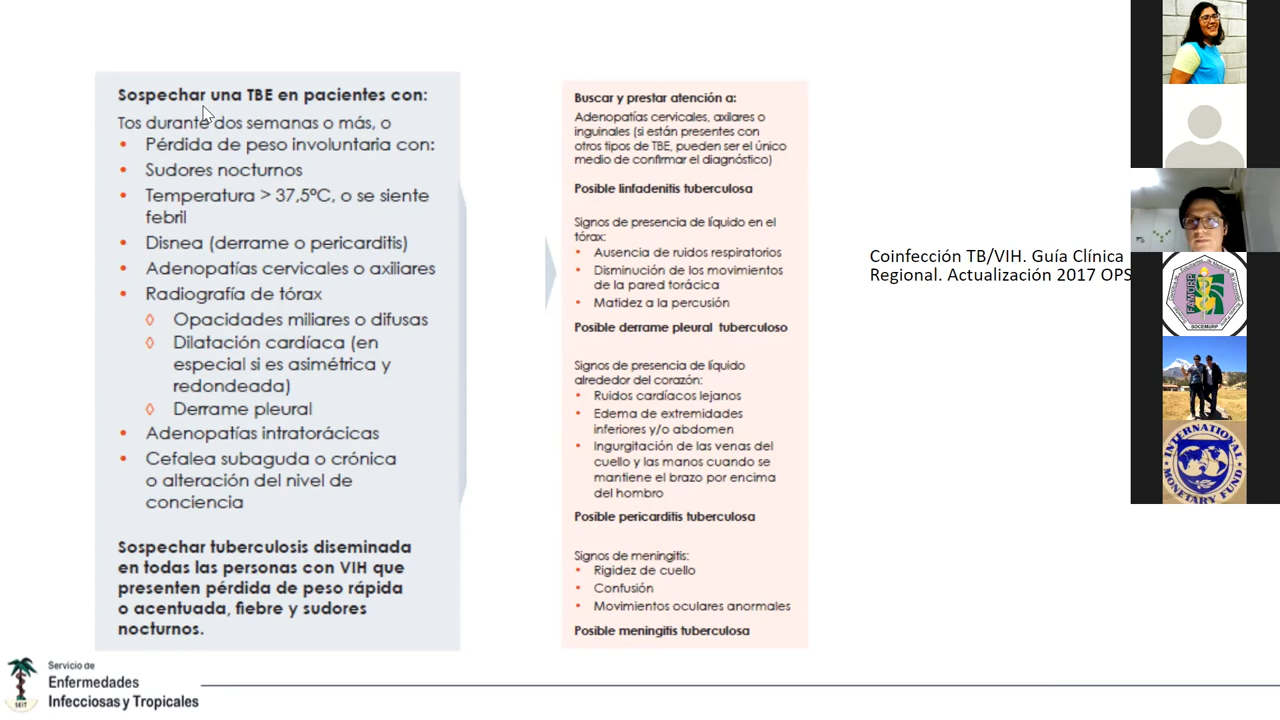 Sospechar una TBE en pacientes con:
Tos durante dos semanas o más, o
• Pérdida de peso involuntaria con:
• Sudores nocturnos
• Temperatura > 37,5°C, o se siente
febril
• Disnea (derrame o pericarditis)
• Adenopatías cervicales o axiliares
• Radiografía de tórax
◊ Opacidades miliares o difusas
◊ Dilatación cardíaca (en
especial si es asimétrica y
redondeada)
◊ Derrame pleural
• Adenopatías intratorácicas
• Cefalea subaguda o crónica
o alteración del nivel de
conciencia
Sospechar tuberculosis diseminada
en todas las personas con VIH que
presenten pérdida de peso rápida
o acentuada, fiebre y sudores
nocturnos.
Buscar y prestar atención a:
Adenopatías cervicales, axilares o
inguinales (si están presentes con
otros tipos de TBE, pueden ser el único
medio de confirmar el diagnóstico)
Posible linfadenitis tuberculosa
Signos de presencia de líquido en el
tórax:
• Ausencia de ruidos respiratorios
• Disminución de los movimientos
de la pared torácica
• Matidez a la percusión
Posible derrame pleural tuberculoso
Signos de presencia de líquido
alrededor del corazón:
• Ruidos cardíacos lejanos
• Edema de extremidades
inferiores y/o abdomen
• Ingurgitación de las venas del
cuello y las manos cuando se
mantiene el brazo por encima
del hombro
Posible pericarditis tuberculosa
Signos de meningitis:
• Rigidez de cuello
• Confusión
• Movimientos oculares anormales
Posible meningitis tuberculosa
Coinfección TB/VIH. Guía Clínica
Regional. Actualización 2017 OPS
FAMURP
SOCEMURP
INTERNATIONAL
MONETARY FUND
SEIT
Servicio de
Enfermedades
Infecciosas y Tropicales